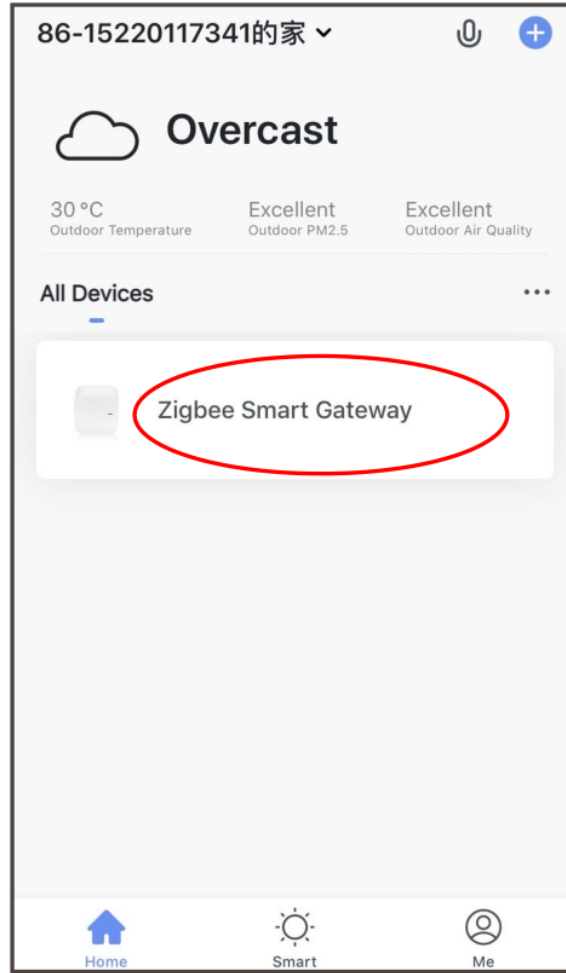 86-15220117341的家
Overcast
30 °C Excellent Excellent
Outdoor Temperature Outdoor PM2.5 Outdoor Air Quality
All Devices
Zigbee Smart Gateway
Home Smart Me